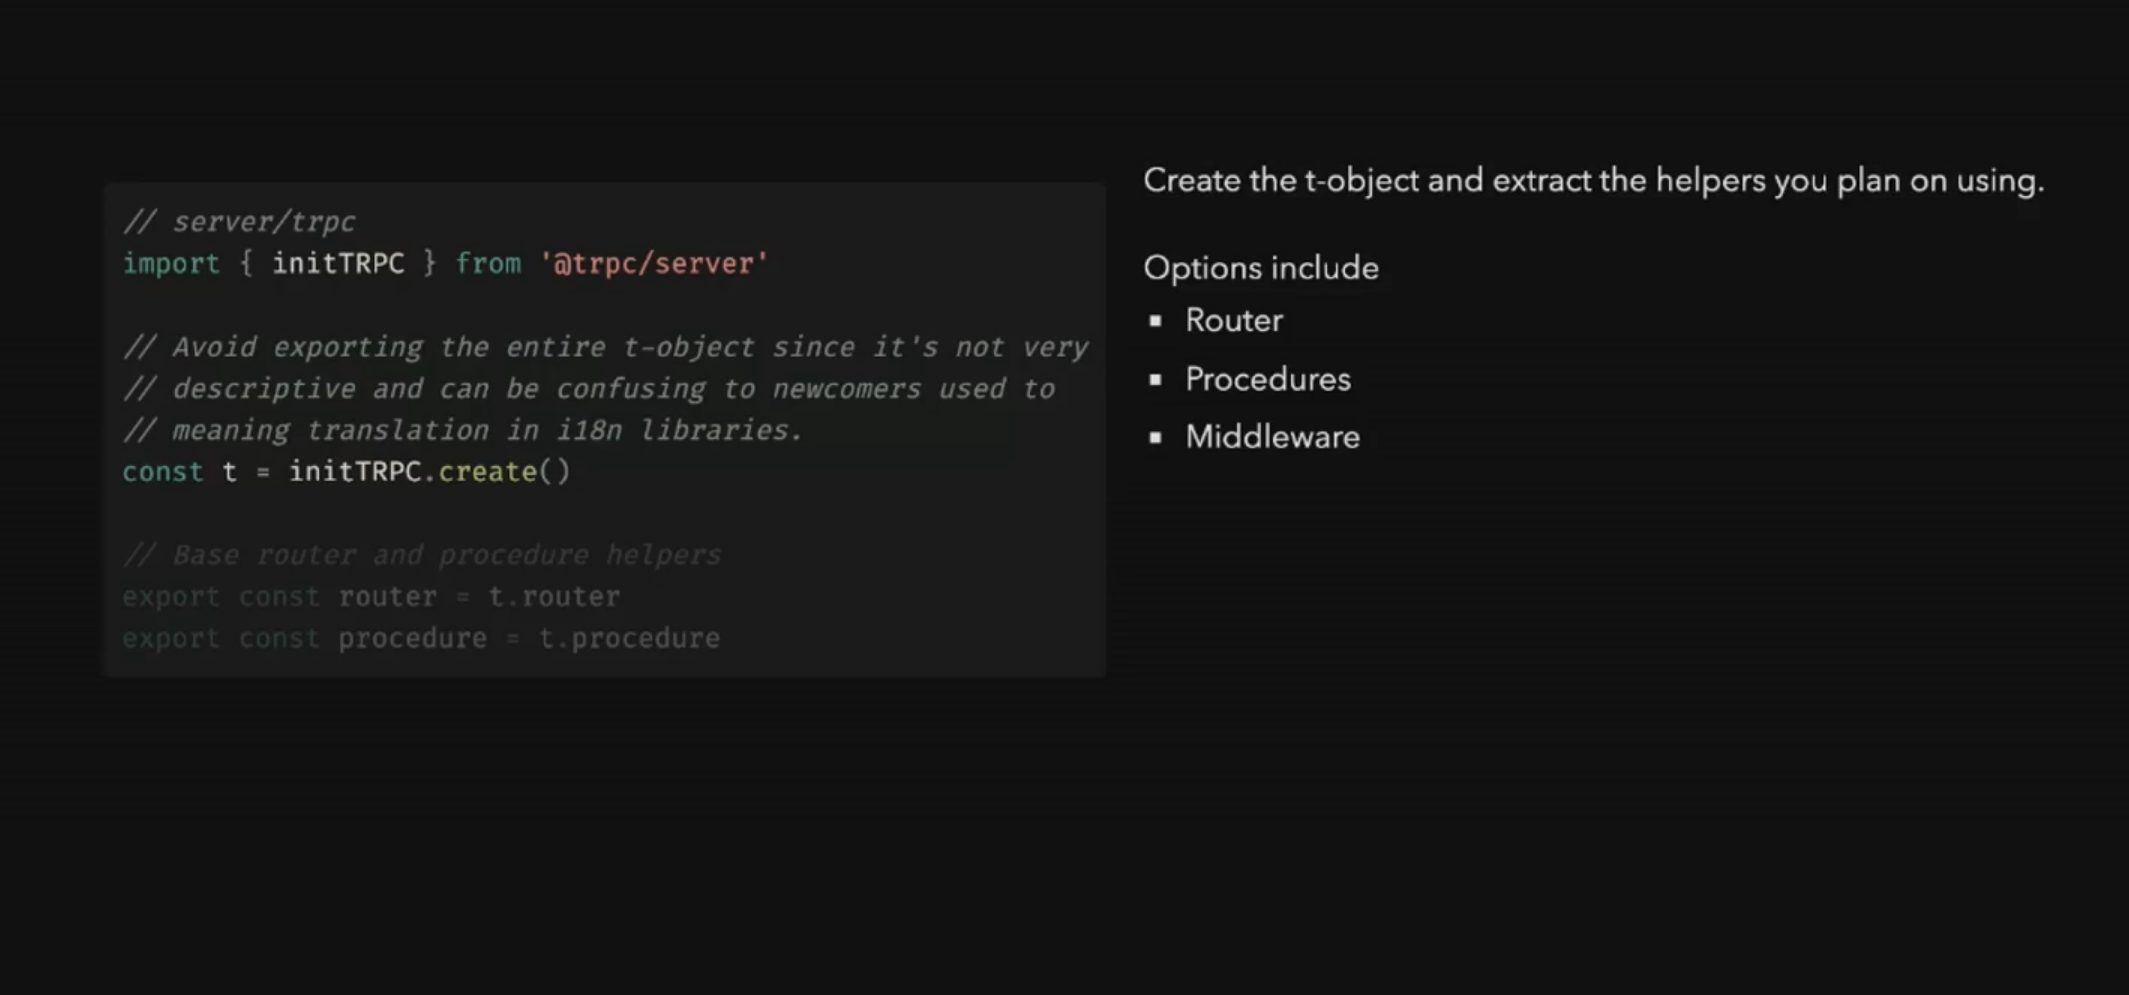 // server/trpc
import { initTRPC } from '@trpc/server'
// Avoid exporting the entire t-object since it's not very
// descriptive and can be confusing to newcomers used to
// meaning translation in i18n libraries.
const t = initTRPC.create()
// Base router and procedure helpers
export const router = t.router
export const procedure = t.procedure
Create the t-object and extract the helpers you plan on using.
Options include
▪ Router
▪ Procedures
▪ Middleware